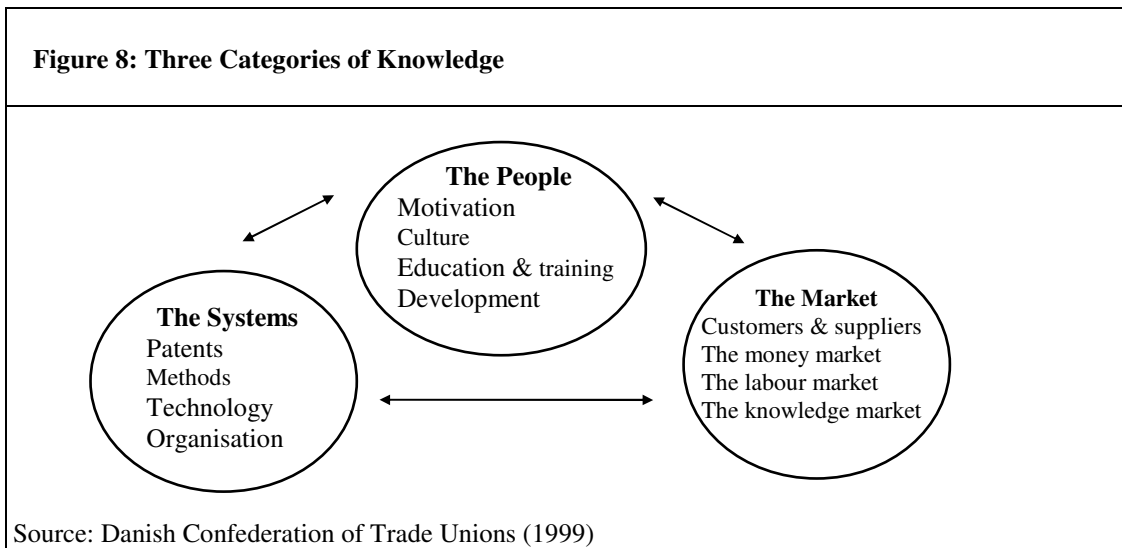 Figure 8: Three Categories of Knowledge
The People
Motivation
Culture
Education & training
Development
The Systems
Patents
Methods
Technology
Organisation
The Market
Customers & suppliers
The money market
The labour market
The knowledge market
Source: Danish Confederation of Trade Unions (1999)